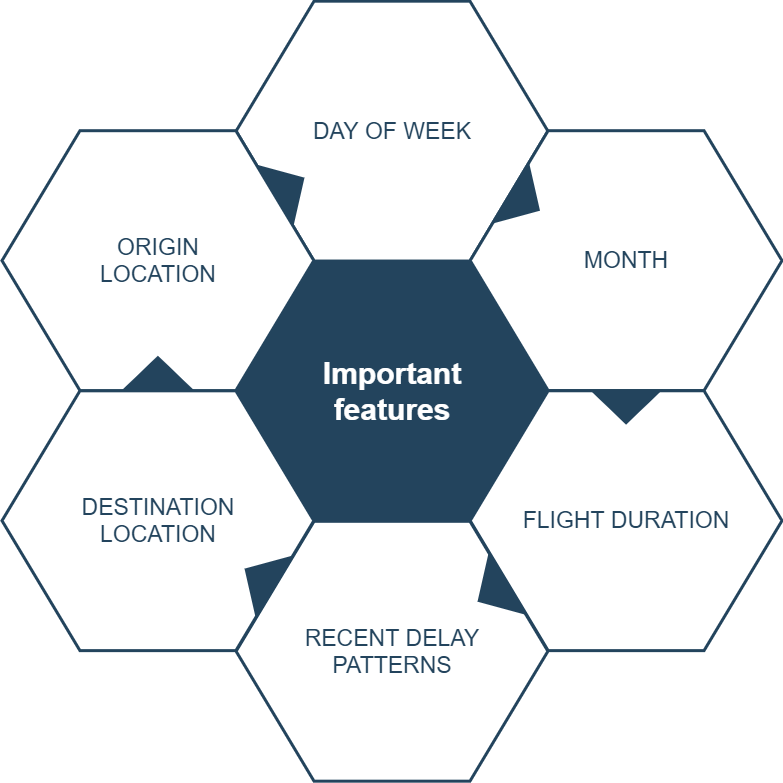 DAY OF WEEK
ORIGIN
LOCATION
MONTH
Important
features
DESTINATION
LOCATION
FLIGHT DURATION
RECENT DELAY
PATTERNS